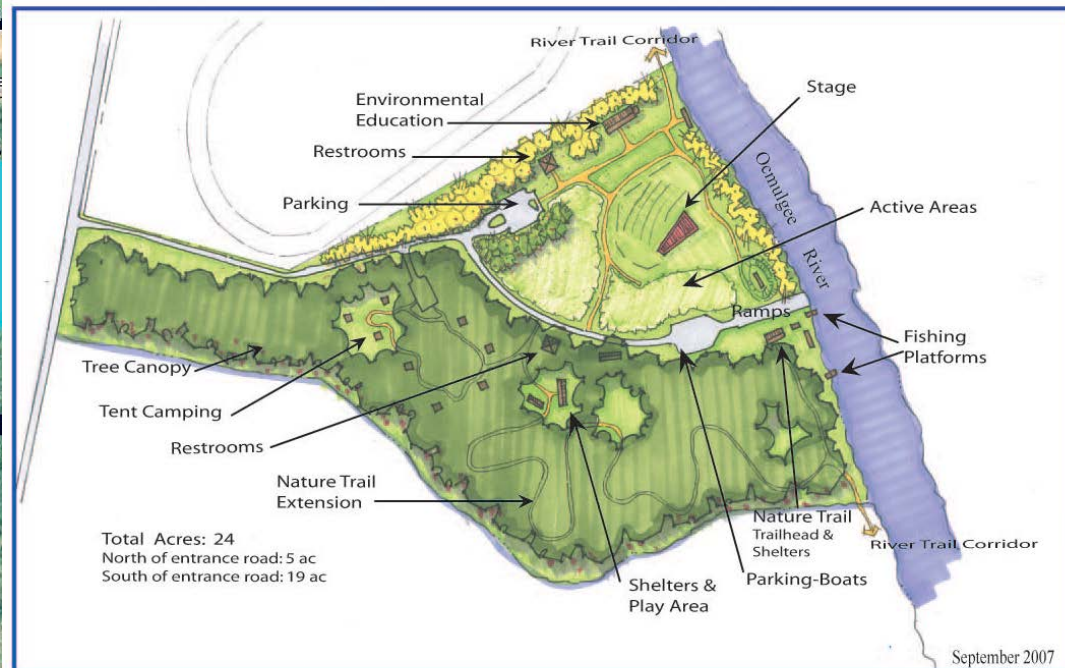 River Trail Corridor
Environmental
Education
Stage
Restrooms
Parking
Ocmulgee
River
Active Areas
Ramps
Fishing
Platforms
Tree Canopy
Tent Camping
Restrooms
Nature Trail
Extension
Nature Trail
Trailhead &
Shelters
River Trail Corridor
Total Acres: 24
North of entrance road: 5 ac
South of entrance road: 19 ac
Shelters &
Play Area
Parking-Boats
September 2007